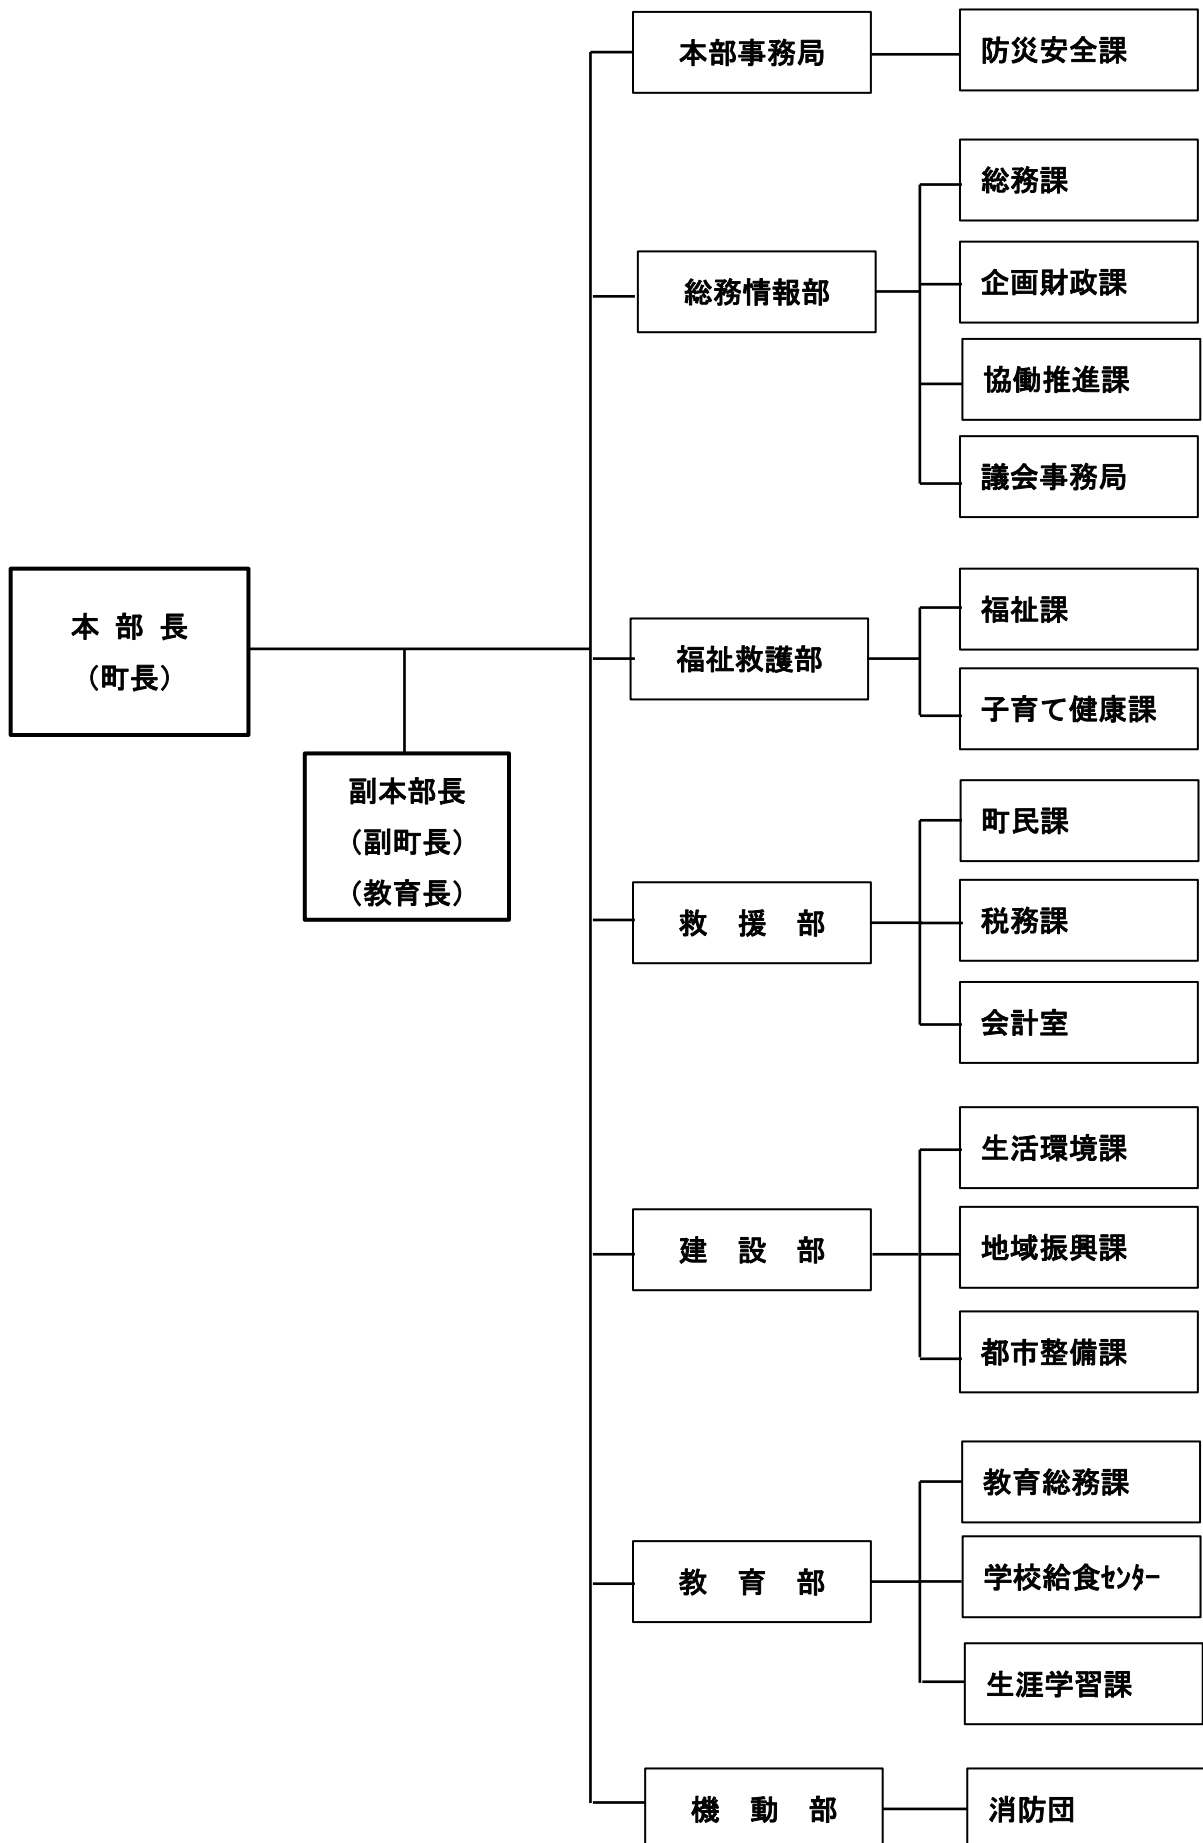 本部長
（町長）
副本部長
（副町長）
（教育長）
本部事務局
防災安全課
総務情報部
総務課
企画財政課
協働推進課
議会事務局
福祉救護部
福祉課
子育て健康課
救援部
町民課
税務課
会計室
建設部
生活環境課
地域振興課
都市整備課
教育部
教育総務課
学校給食ｾﾝﾀｰ
生涯学習課
機動部
消防団